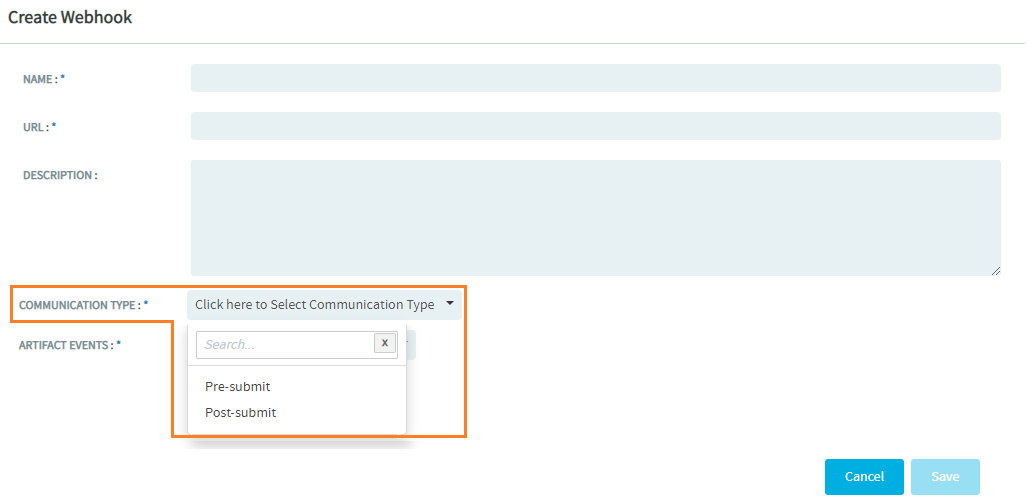 Create Webhook
NAME : *
URL : *
DESCRIPTION :
COMMUNICATION TYPE : *
Click here to Select Communication Type
ARTIFACT EVENTS : *
Search...
x
Pre-submit
Post-submit
Cancel
Save